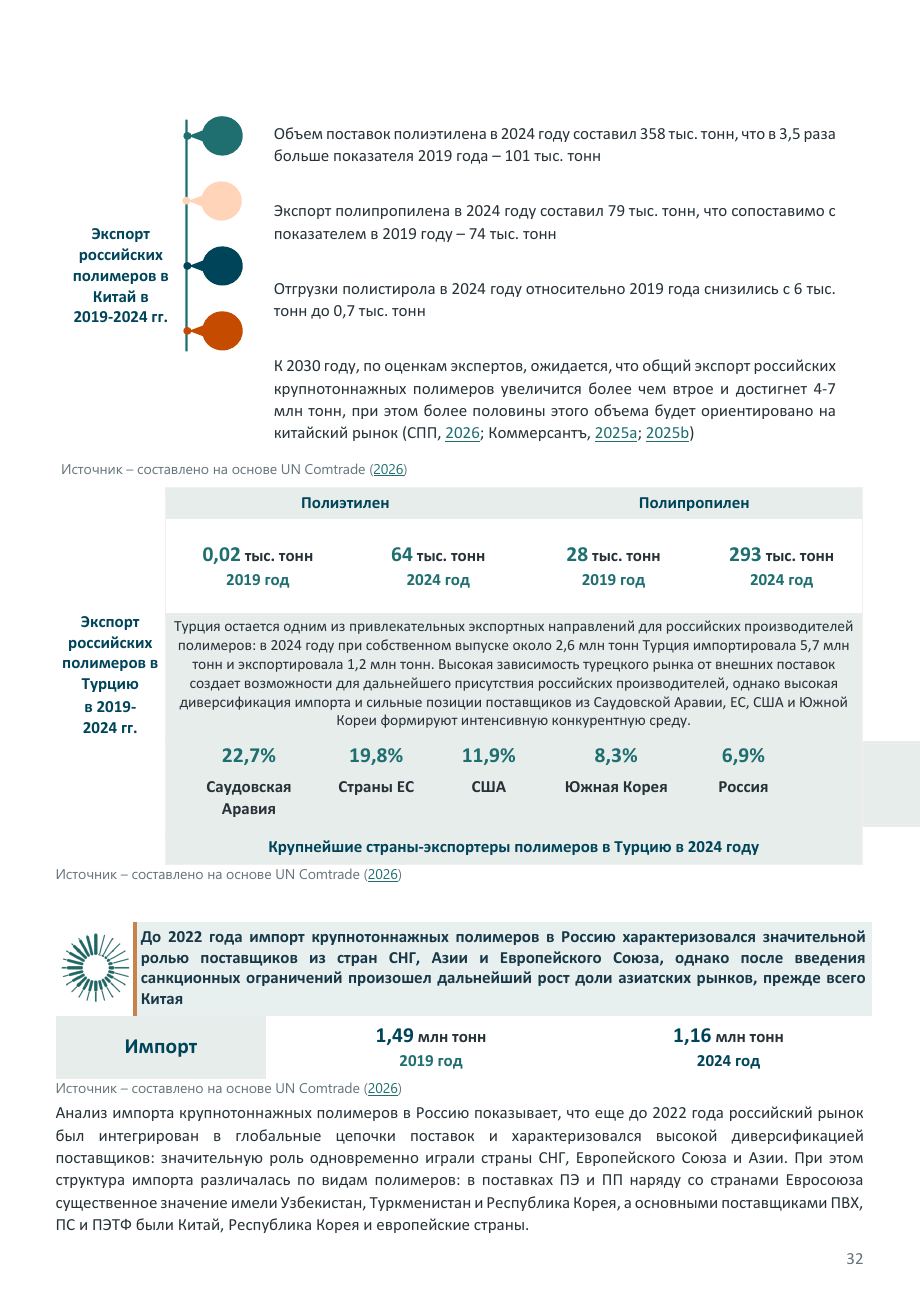 Экспорт
российских
полимеров в
Китай в
2019-2024 гг.
Объем поставок полиэтилена в 2024 году составил 358 тыс. тонн, что в 3,5 раза
больше показателя 2019 года – 101 тыс. тонн
Экспорт полипропилена в 2024 году составил 79 тыс. тонн, что сопоставимо с
показателем в 2019 году – 74 тыс. тонн
Отгрузки полистирола в 2024 году относительно 2019 года снизились с 6 тыс.
тонн до 0,7 тыс. тонн
К 2030 году, по оценкам экспертов, ожидается, что общий экспорт российских
крупнотоннажных полимеров увеличится более чем втрое и достигнет 4-7
млн тонн, при этом более половины этого объема будет ориентировано на
китайский рынок (СПП, 2026; Коммерсантъ, 2025a; 2025b)
Источник – составлено на основе UN Comtrade (2026)
Экспорт
российских
полимеров в
Турцию
в 2019-
2024 гг.
Полиэтилен Полипропилен
0,02 тыс. тонн 64 тыс. тонн 28 тыс. тонн 293 тыс. тонн
2019 год 2024 год 2019 год 2024 год
Турция остается одним из привлекательных экспортных направлений для российских производителей
полимеров: в 2024 году при собственном выпуске около 2,6 млн тонн Турция импортировала 5,7 млн
тонн и экспортировала 1,2 млн тонн. Высокая зависимость турецкого рынка от внешних поставок
создает возможности для дальнейшего присутствия российских производителей, однако высокая
диверсификация импорта и сильные позиции поставщиков из Саудовской Аравии, ЕС, США и Южной
Кореи формируют интенсивную конкурентную среду.
22,7% 19,8% 11,9% 8,3% 6,9%
Саудовская Страны ЕС США Южная Корея Россия
Аравия
Крупнейшие страны-экспортеры полимеров в Турцию в 2024 году
Источник – составлено на основе UN Comtrade (2026)
До 2022 года импорт крупнотоннажных полимеров в Россию характеризовался значительной
ролью поставщиков из стран СНГ, Азии и Европейского Союза, однако после введения
санкционных ограничений произошел дальнейший рост доли азиатских рынков, прежде всего
Китая
Импорт
1,49 млн тонн 1,16 млн тонн
2019 год 2024 год
Источник – составлено на основе UN Comtrade (2026)
Анализ импорта крупнотоннажных полимеров в Россию показывает, что еще до 2022 года российский рынок
был интегрирован в глобальные цепочки поставок и характеризовался высокой диверсификацией
поставщиков: значительную роль одновременно играли страны СНГ, Европейского Союза и Азии. При этом
структура импорта различалась по видам полимеров: в поставках ПЭ и ПП наряду со странами Евросоюза
существенное значение имели Узбекистан, Туркменистан и Республика Корея, а основными поставщиками ПВХ,
ПС и ПЭТФ были Китай, Республика Корея и европейские страны.
32